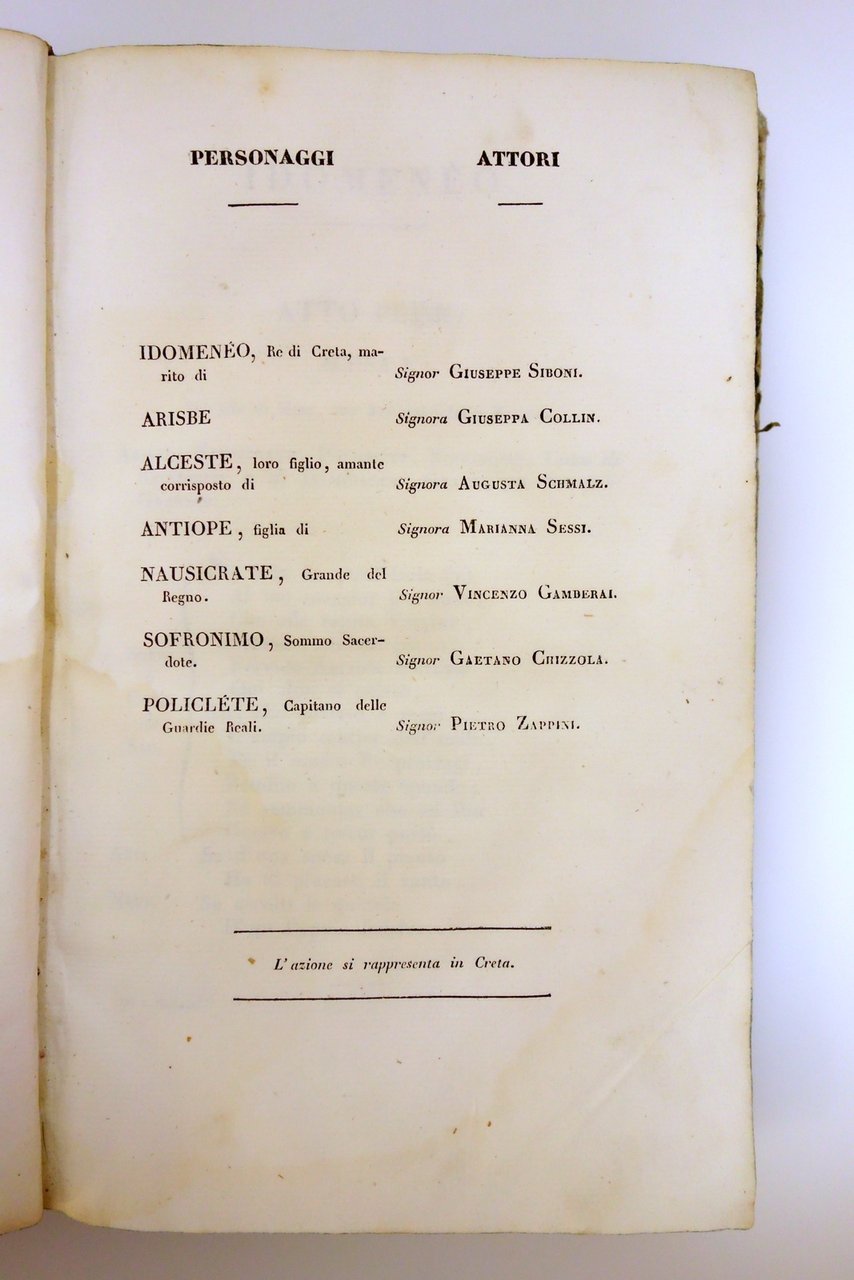 PERSONAGGI ATTORI
IDOMENÉO, Re di Creta, ma-
rito di Signor GIUSEPPE SIBONI.
ARISBE Signora GIUSEPPA COLLIN.
ALCESTE, loro figlio, amante
corrisposto di Signora AUGUSTA SCHMALZ.
ANTIOPE, figlia di Signora MARIANNA SESSI.
NAUSICRATE, Grande del
Regno. Signor VINCENZO GAMBERAI.
SOFRONIMO, Sommo Sacer-
dote. Signor GAETANO CHIZZOLA.
POLICLÉTE, Capitano delle
Guardie Reali. Signor PIETRO ZAPPINI.
L'azione si rappresenta in Creta.